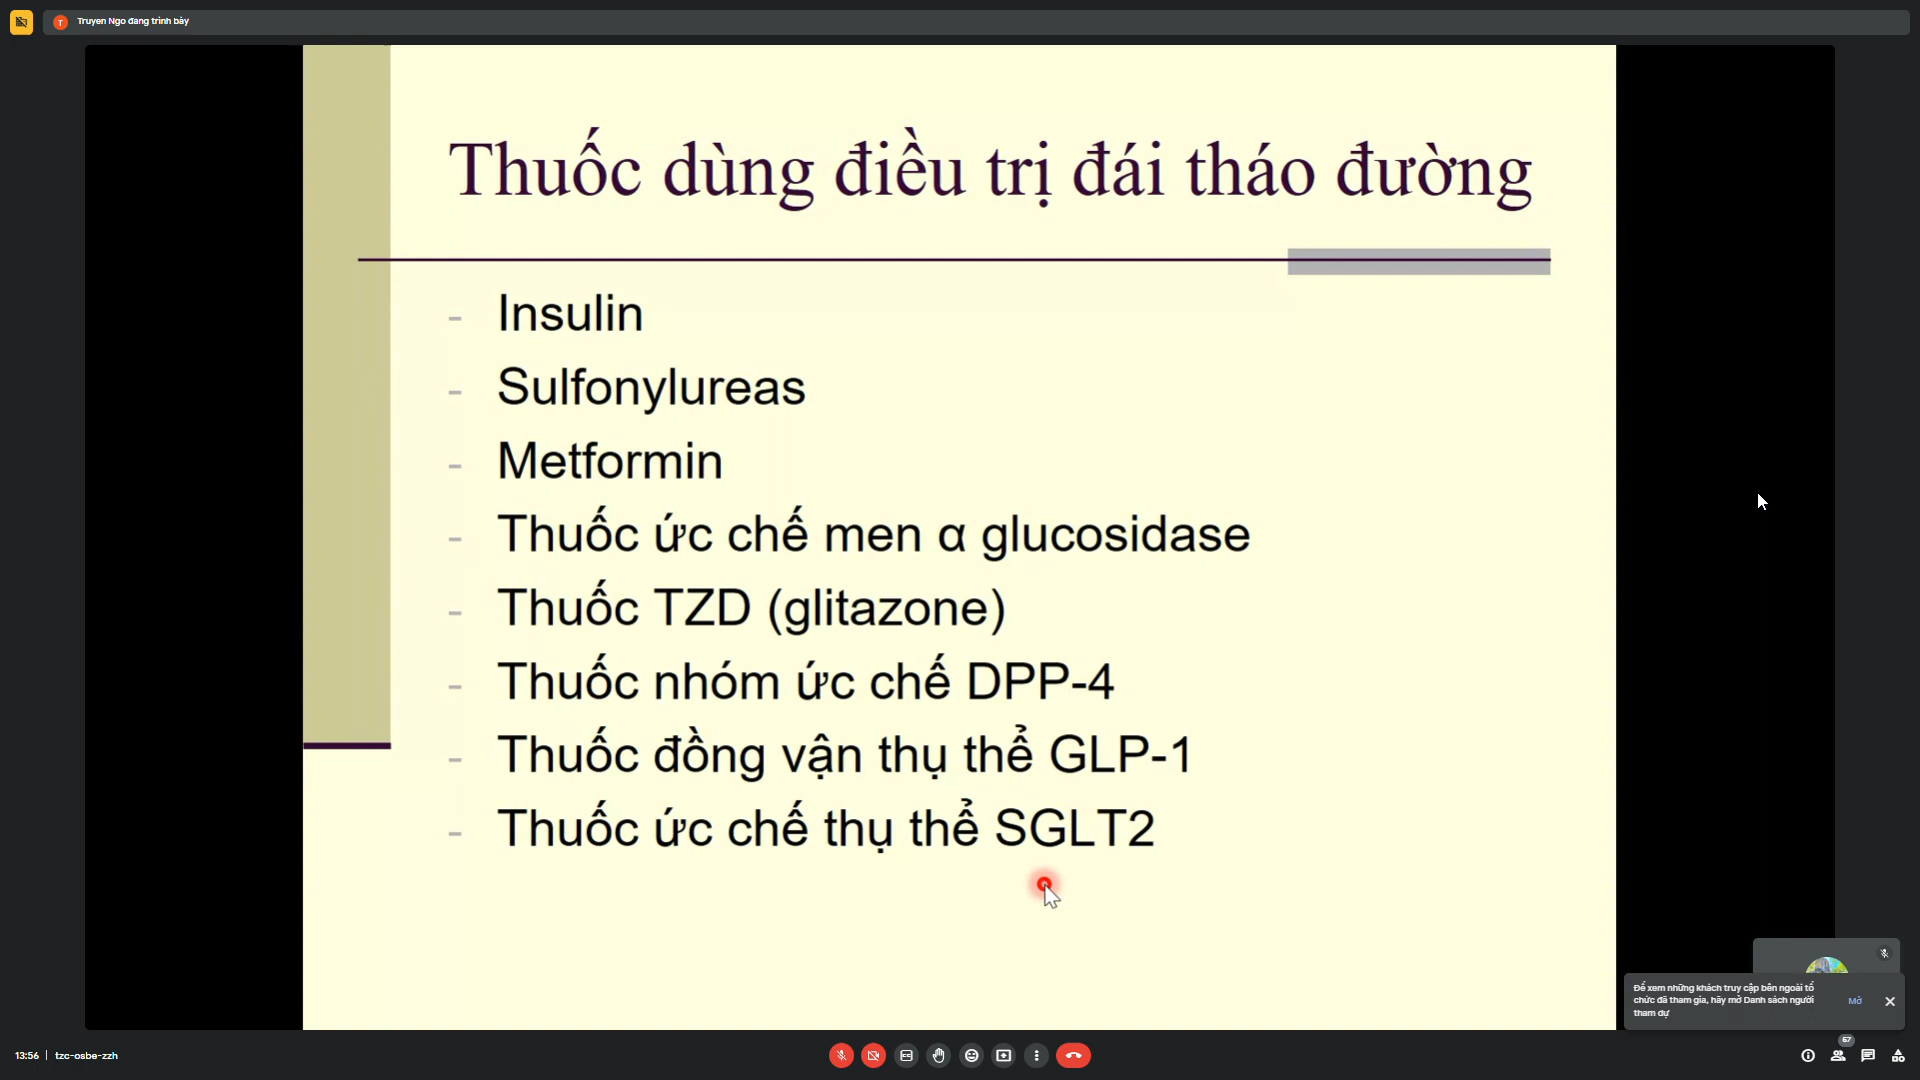 Truyen Ngo đang trình bày
Thuốc dùng điều trị đái tháo đường
- Insulin
- Sulfonylureas
- Metformin
- Thuốc ức chế men α glucosidase
- Thuốc TZD (glitazone)
- Thuốc nhóm ức chế DPP-4
- Thuốc đồng vận thụ thể GLP-1
- Thuốc ức chế thụ thể SGLT2
Để xem những khách truy cập bên ngoài tổ
chức đã tham gia, hãy mở Danh sách người
tham dự
Mở
13:56 | tzc-osbe-zzh
67